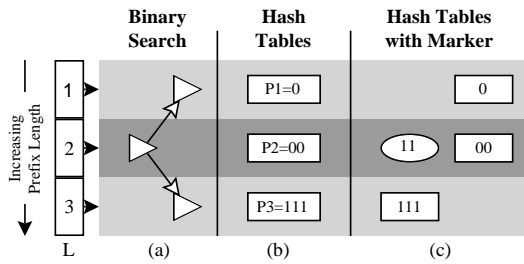 Binary Search
Hash Tables
Hash Tables with Marker
Increasing Prefix Length
1
P1=0
0
2
P2=00
11
00
3
P3=111
111
L
(a)
(b)
(c)